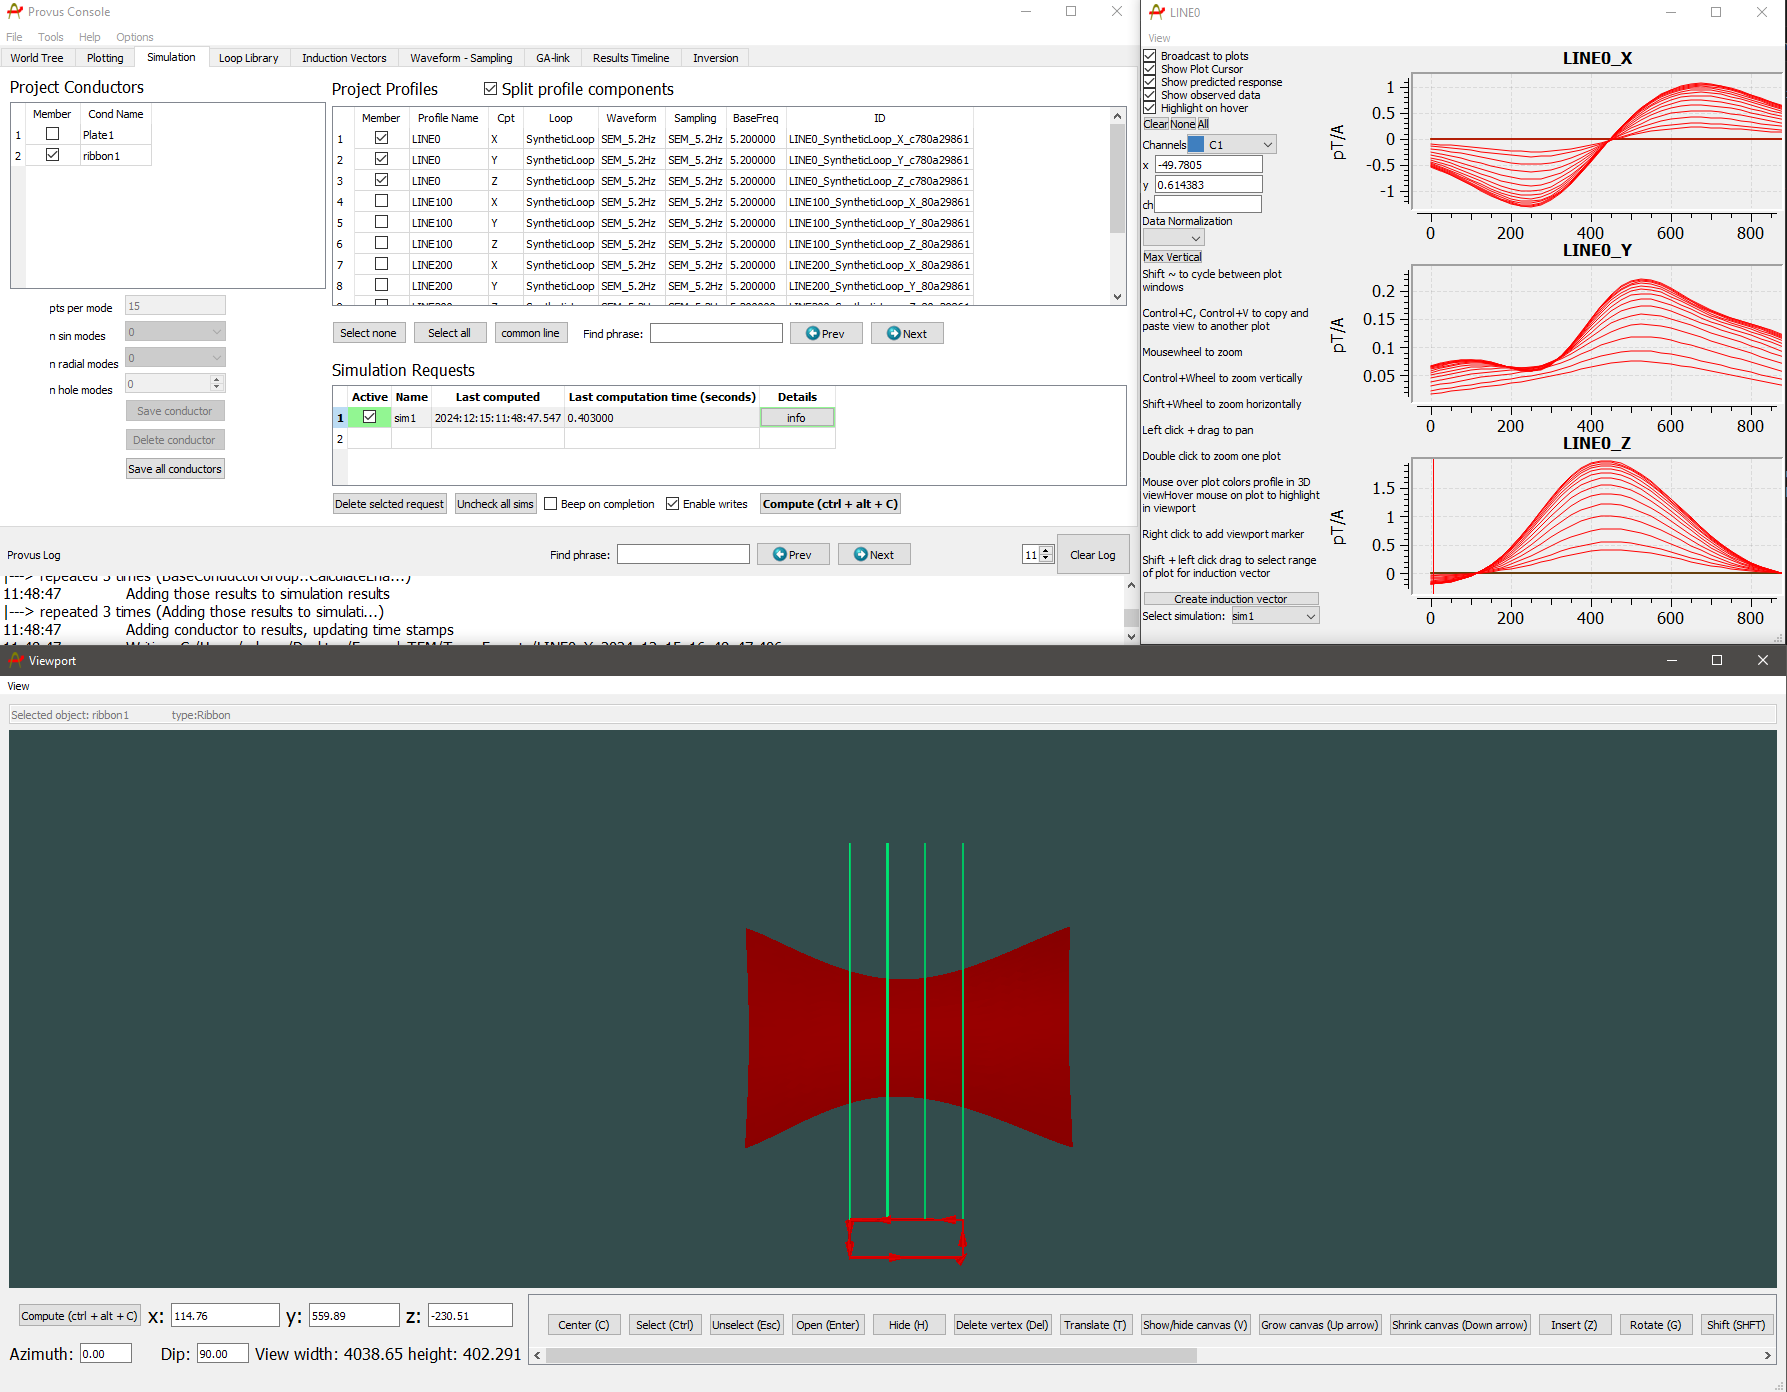 Provus Console
File Tools Help Options
World Tree Plotting Simulation Loop Library Induction Vectors Waveform - Sampling GA-link Results Timeline Inversion
Project Conductors
Member Cond Name
1 Plate1
2 ribbon1
pts per mode 15
n sin modes 0
n radial modes 0
n hole modes 0
Save conductor
Delete conductor
Save all conductors
Project Profiles Split profile components
Member Profile Name Cpt Loop Waveform Sampling BaseFreq ID
1 LINE0 X SyntheticLoop SEM_5.2Hz SEM_5.2Hz 5.200000 LINE0_SyntheticLoop_X_c780a29861
2 LINE0 Y SyntheticLoop SEM_5.2Hz SEM_5.2Hz 5.200000 LINE0_SyntheticLoop_Y_c780a29861
3 LINE0 Z SyntheticLoop SEM_5.2Hz SEM_5.2Hz 5.200000 LINE0_SyntheticLoop_Z_c780a29861
4 LINE100 X SyntheticLoop SEM_5.2Hz SEM_5.2Hz 5.200000 LINE100_SyntheticLoop_X_80a29861
5 LINE100 Y SyntheticLoop SEM_5.2Hz SEM_5.2Hz 5.200000 LINE100_SyntheticLoop_Y_80a29861
6 LINE100 Z SyntheticLoop SEM_5.2Hz SEM_5.2Hz 5.200000 LINE100_SyntheticLoop_Z_80a29861
7 LINE200 X SyntheticLoop SEM_5.2Hz SEM_5.2Hz 5.200000 LINE200_SyntheticLoop_X_80a29861
8 LINE200 Y SyntheticLoop SEM_5.2Hz SEM_5.2Hz 5.200000 LINE200_SyntheticLoop_Y_80a29861
Select none Select all common line Find phrase: Prev Next
Simulation Requests
Active Name Last computed Last computation time (seconds) Details
1 sim1 2024:12:15:11:48:47.547 0.403000 info
2
Delete selcted request Uncheck all sims Beep on completion Enable writes Compute (ctrl + alt + C)
Provus Log Find phrase: Prev Next 11 Clear Log
|---> repeated 3 times (BaseConductorGroup::CalculateEna...)
11:48:47 Adding those results to simulation results
|---> repeated 3 times (Adding those results to simulati...)
11:48:47 Adding conductor to results, updating time stamps
LINE0
View
Broadcast to plots
Show Plot Cursor
Show predicted response
Show observed data
Highlight on hover
Clear None All
Channels C1
x -49.7805
y 0.614383
ch
Data Normalization
Max Vertical
Shift ~ to cycle between plot
windows
Control+C, Control+V to copy and
paste view to another plot
Mousewheel to zoom
Control+Wheel to zoom vertically
Shift+Wheel to zoom horizontally
Left click + drag to pan
Double click to zoom one plot
Mouse over plot colors profile in 3D
viewHover mouse on plot to highlight
in viewport
Right click to add viewport marker
Shift + left click drag to select range
of plot for induction vector
Create induction vector
Select simulation: sim1
LINE0_X
pT/A
1
0.5
0
-0.5
-1
0 200 400 600 800
LINE0_Y
pT/A
0.2
0.15
0.1
0.05
0 200 400 600 800
LINE0_Z
pT/A
1.5
1
0.5
0
0 200 400 600 800
Viewport
View
Selected object: ribbon1 type:Ribbon
Compute (ctrl + alt + C) x: 114.76 y: 559.89 z: -230.51
Azimuth: 0.00 Dip: 90.00 View width: 4038.65 height: 402.291
Center (C) Select (Ctrl) Unselect (Esc) Open (Enter) Hide (H) Delete vertex (Del) Translate (T) Show/hide canvas (V) Grow canvas (Up arrow) Shrink canvas (Down arrow) Insert (Z) Rotate (G) Shift (SHFT)